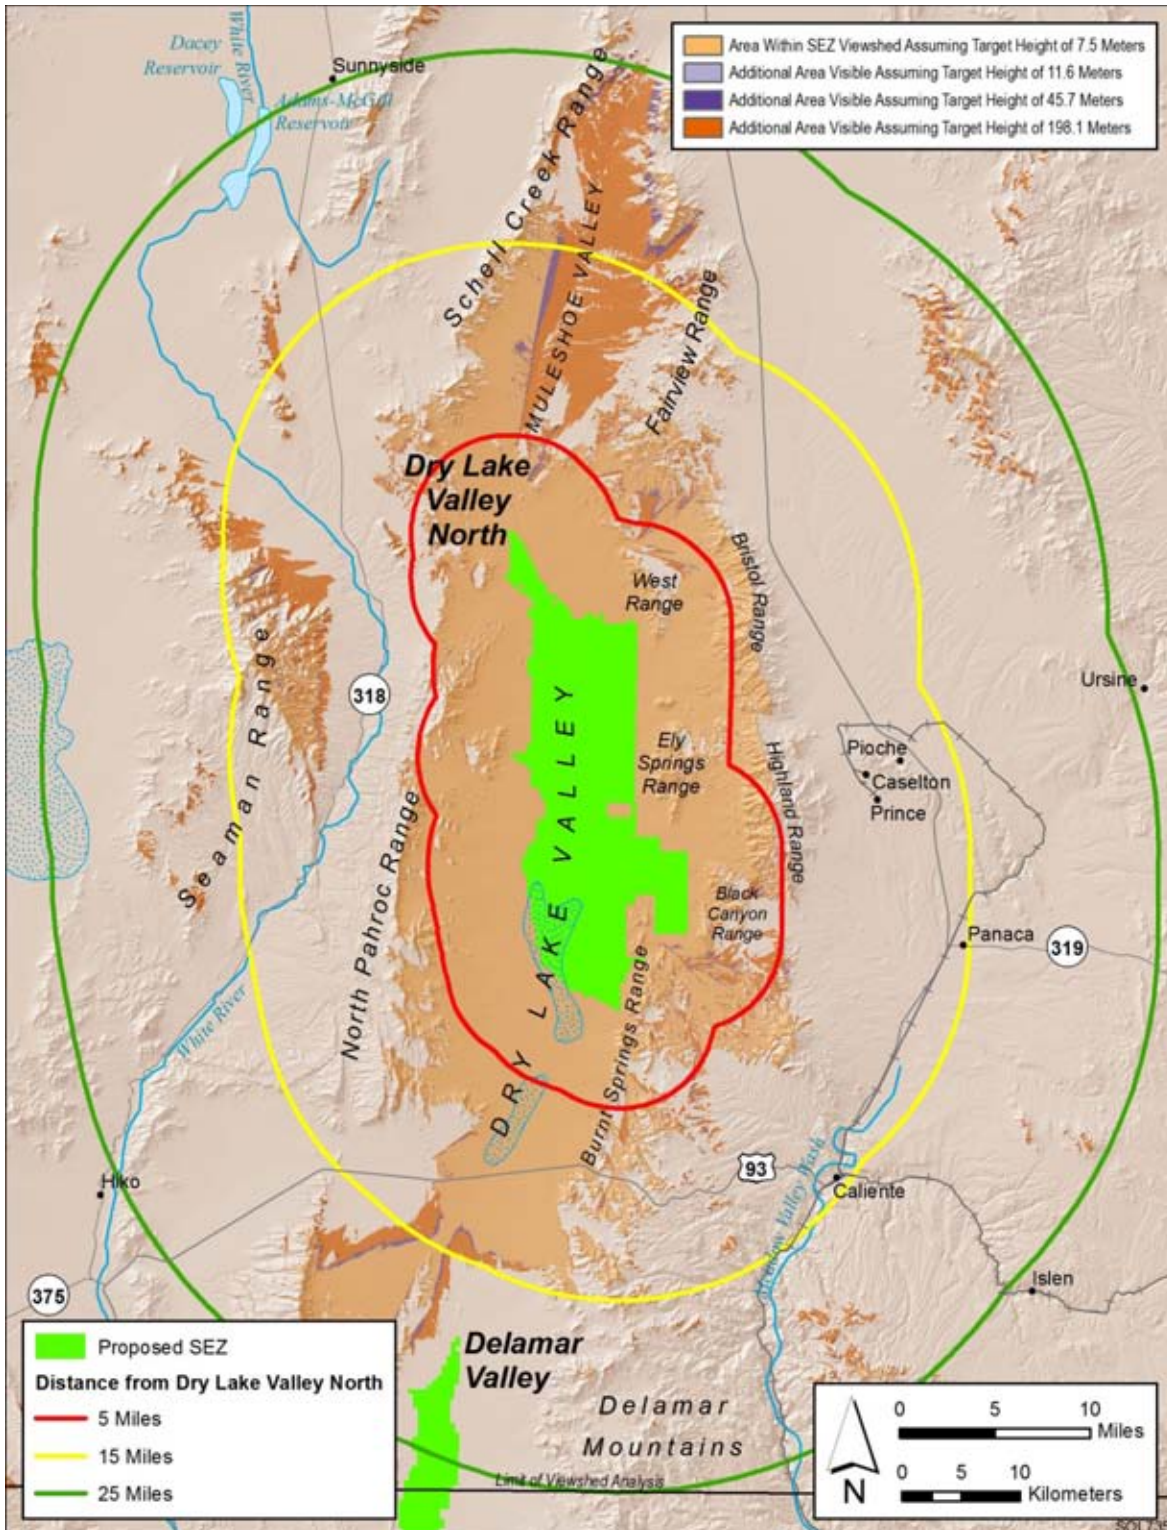 Area Within SEZ Viewshed Assuming Target Height of 7.5 Meters
Additional Area Visible Assuming Target Height of 11.6 Meters
Additional Area Visible Assuming Target Height of 45.7 Meters
Additional Area Visible Assuming Target Height of 198.1 Meters
Dacey
Reservoir
White River
Sunnyside
Adams-McGill
Reservoir
Schell Creek Range
MULESHOE VALLEY
Fairview Range
Dry Lake
Valley
North
West
Range
Bristol Range
Seaman Range
318
Ursine
DRY LAKE VALLEY
Ely
Springs
Range
Highland Range
Pioche
Caselton
Prince
North Pahroc Range
Black
Canyon
Range
Panaca
319
White River
Burnt Springs Range
93
Hiko
Caliente
Meadow Valley Wash
Islen
375
Delamar
Valley
Delamar
Mountains
Limit of Viewshed Analysis
Proposed SEZ
Distance from Dry Lake Valley North
5 Miles
15 Miles
25 Miles
N
0 5 10
Miles
0 5 10
Kilometers